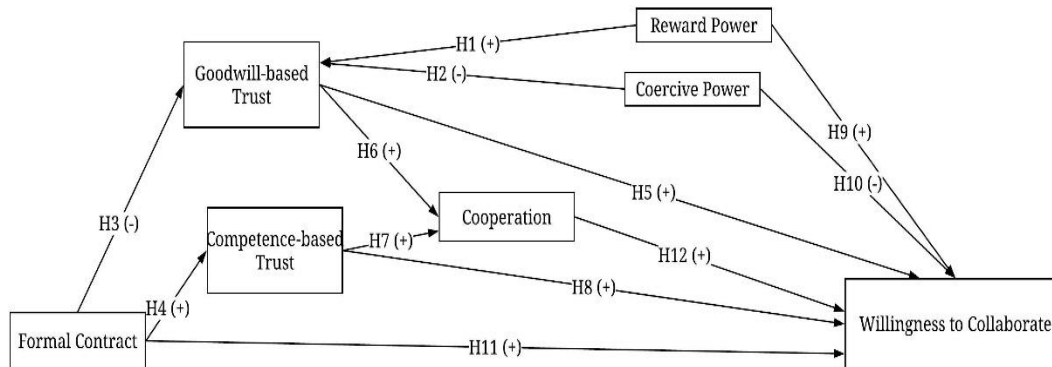 Reward Power
H1 (+)
Goodwill-based
Trust
H2 (-)
Coercive Power
H9 (+)
H6 (+)
H10 (-)
H5 (+)
Cooperation
H3 (-)
Competence-based
Trust
H7 (+)
H12 (+)
H8 (+)
H4 (+)
Formal Contract
Willingness to Collaborate
H11 (+)